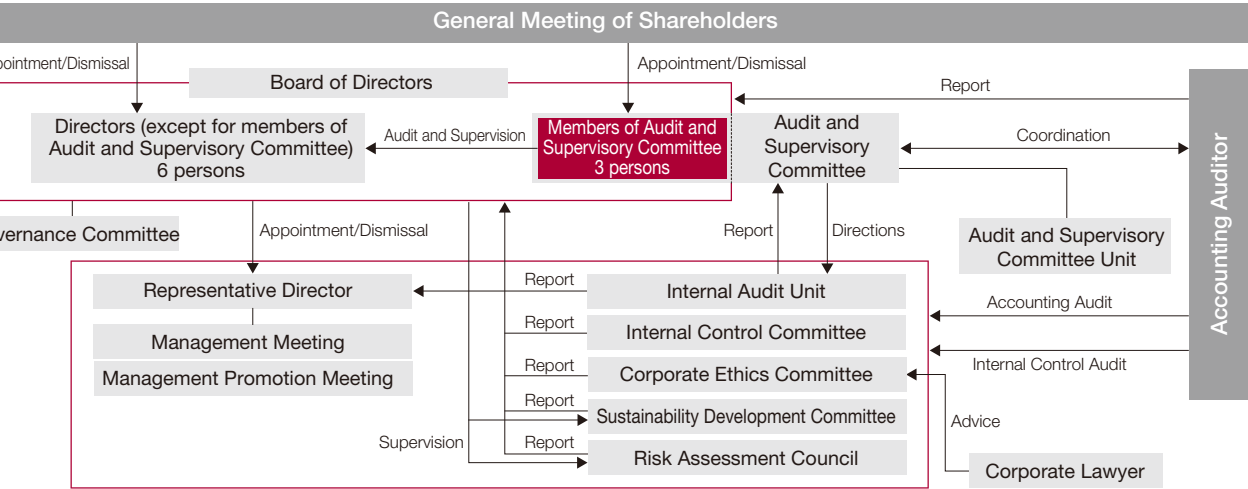 General Meeting of Shareholders
Appointment/Dismissal
Board of Directors
Report
Directors (except for members of
Audit and Supervisory Committee)
6 persons
Audit and Supervision
Members of Audit and
Supervisory Committee
3 persons
Audit and
Supervisory
Committee
Coordination
Accounting Auditor
Committee
Appointment/Dismissal
Report
Directions
Audit and Supervisory
Committee Unit
Representative Director
Report
Internal Audit Unit
Accounting Audit
Management Meeting
Report
Internal Control Committee
Internal Control Audit
Management Promotion Meeting
Report
Corporate Ethics Committee
Report
Sustainability Development Committee
Advice
Supervision
Report
Risk Assessment Council
Corporate Lawyer